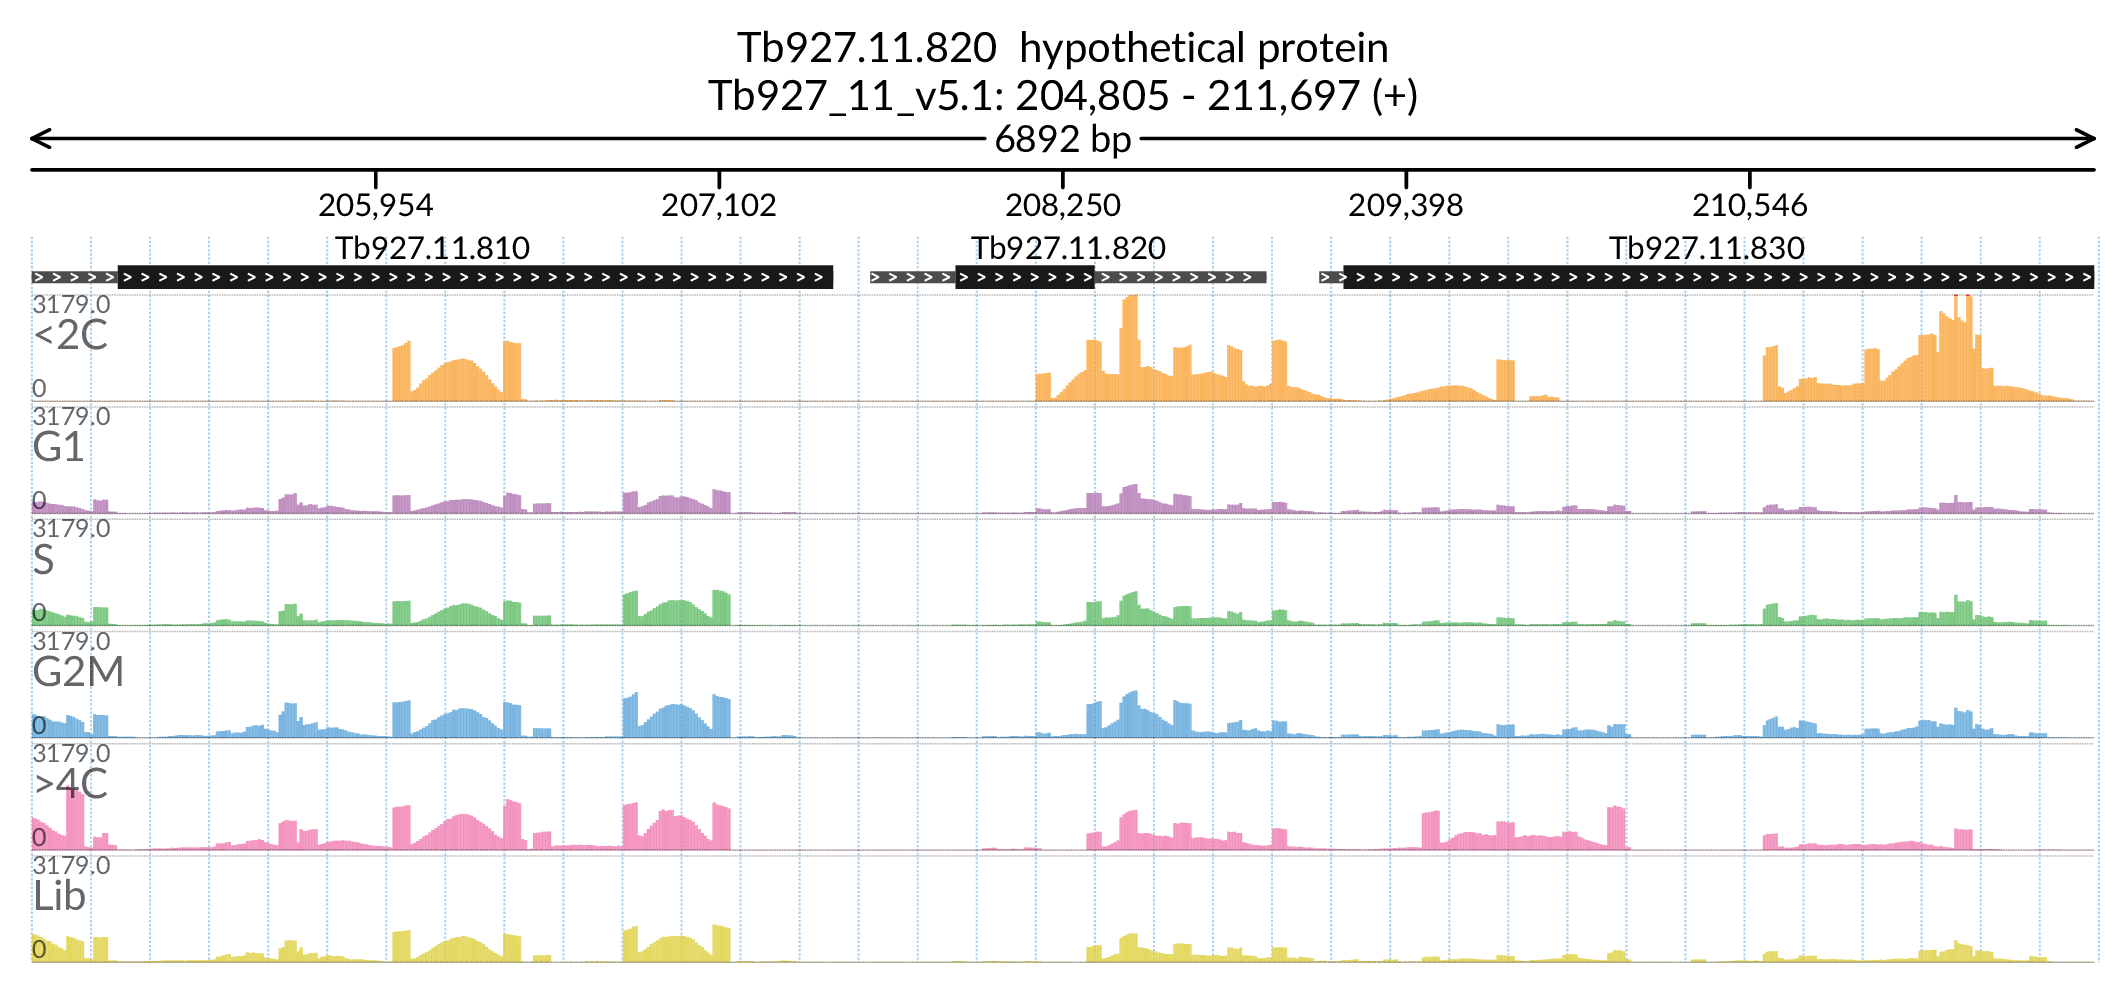 Tb927.11.820  hypothetical protein
Tb927_11_v5.1: 204,805 - 211,697 (+)
6892 bp
205,954 207,102 208,250 209,398 210,546
Tb927.11.810 Tb927.11.820 Tb927.11.830
3179.0
<2C
0
3179.0
G1
0
3179.0
S
0
3179.0
G2M
0
3179.0
>4C
0
3179.0
Lib
0